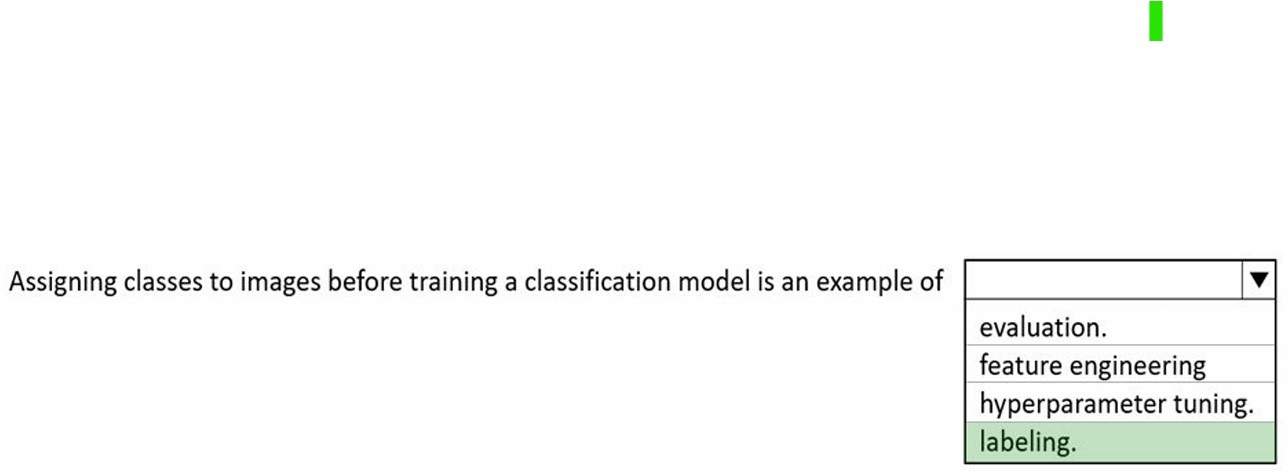 Assigning classes to images before training a classification model is an example of
evaluation.
feature engineering
hyperparameter tuning.
labeling.